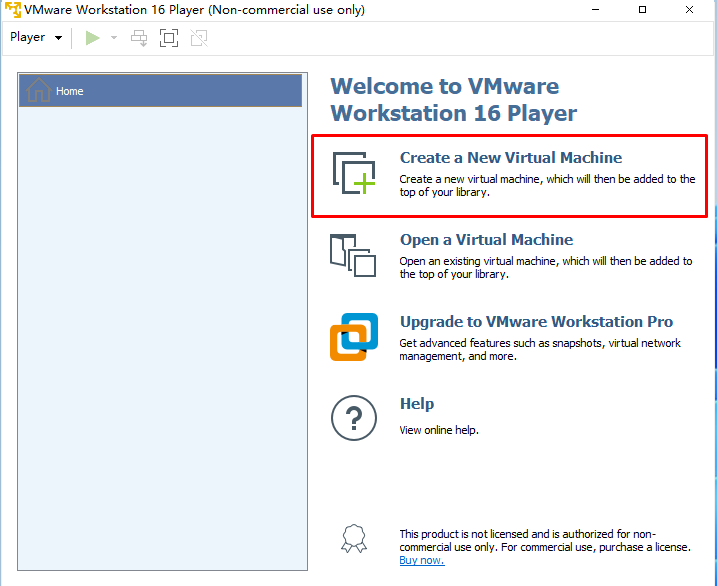 VMware Workstation 16 Player (Non-commercial use only)
Player
Home
Welcome to VMware
Workstation 16 Player
Create a New Virtual Machine
Create a new virtual machine, which will then be added to the
top of your library.
Open a Virtual Machine
Open an existing virtual machine, which will then be added to
the top of your library.
Upgrade to VMware Workstation Pro
Get advanced features such as snapshots, virtual network
management, and more.
Help
View online help.
This product is not licensed and is authorized for non-
commercial use only. For commercial use, purchase a license.
Buy now.